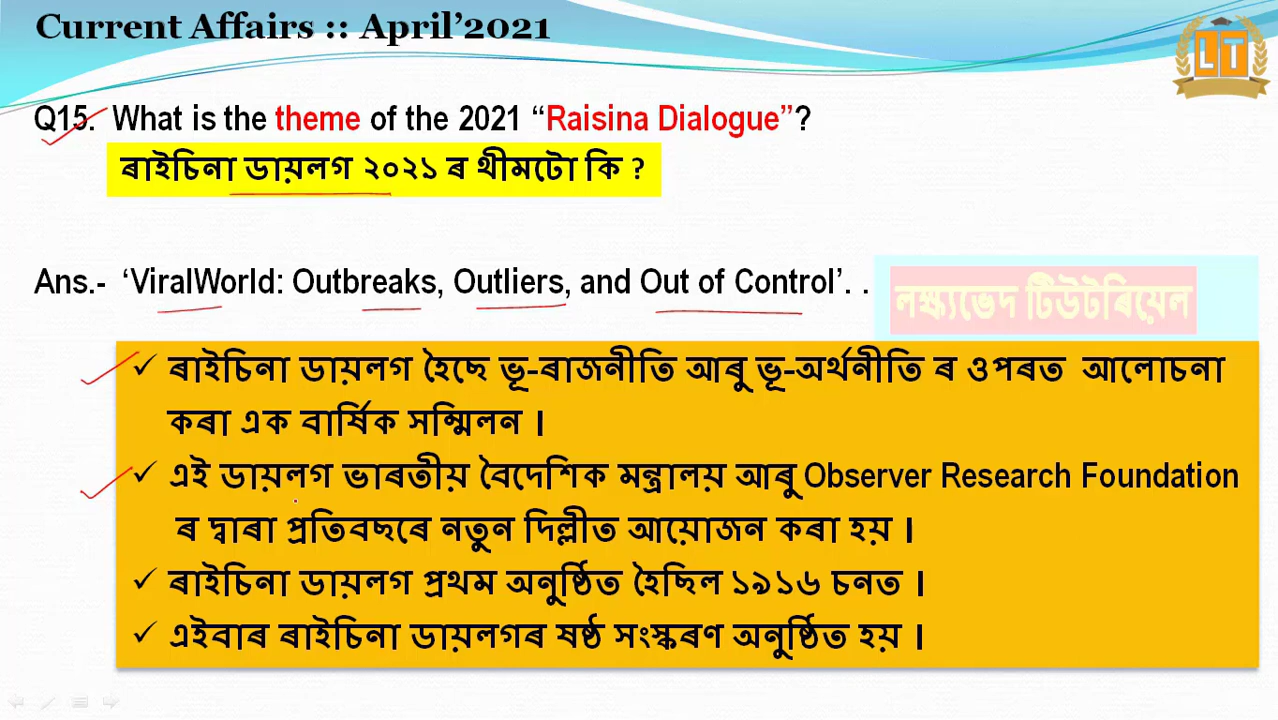 Current Affairs :: April’2021
LT
Q15. What is the theme of the 2021 “Raisina Dialogue”?
ৰাইচিনা ডায়লগ ২০২১ ৰ থীমটো কি ?
Ans.- ‘ViralWorld: Outbreaks, Outliers, and Out of Control’. .
লক্ষ্যভেদ টিউটৰিয়েল
✓ ৰাইচিনা ডায়লগ হৈছে ভূ-ৰাজনীতি আৰু ভূ-অৰ্থনীতি ৰ ওপৰত আলোচনা
কৰা এক বাৰ্ষিক সন্মিলন ।
✓ এই ডায়লগ ভাৰতীয় বৈদেশিক মন্ত্ৰালয় আৰু Observer Research Foundation
ৰ দ্বাৰা প্ৰতিবছৰে নতুন দিল্লীত আয়োজন কৰা হয় ।
✓ ৰাইচিনা ডায়লগ প্ৰথম অনুষ্ঠিত হৈছিল ১৯১৬ চনত ।
✓ এইবাৰ ৰাইচিনা ডায়লগৰ ষষ্ঠ সংস্কৰণ অনুষ্ঠিত হয় ।